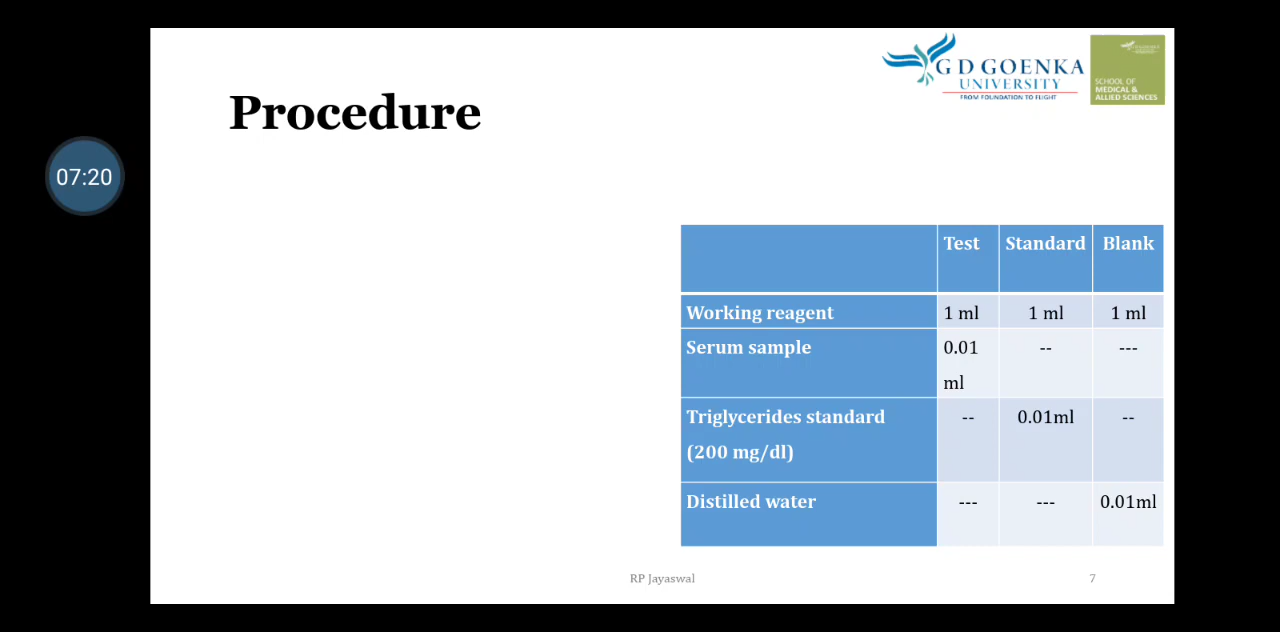 G D GOENKA
UNIVERSITY
FROM FOUNDATION TO FLIGHT
SCHOOL OF
MEDICAL &
ALLIED SCIENCES
Procedure
07:20
Test Standard Blank
Working reagent 1 ml 1 ml 1 ml
Serum sample 0.01 -- ---
ml
Triglycerides standard -- 0.01ml --
(200 mg/dl)
Distilled water --- --- 0.01ml
RP Jayaswal 7